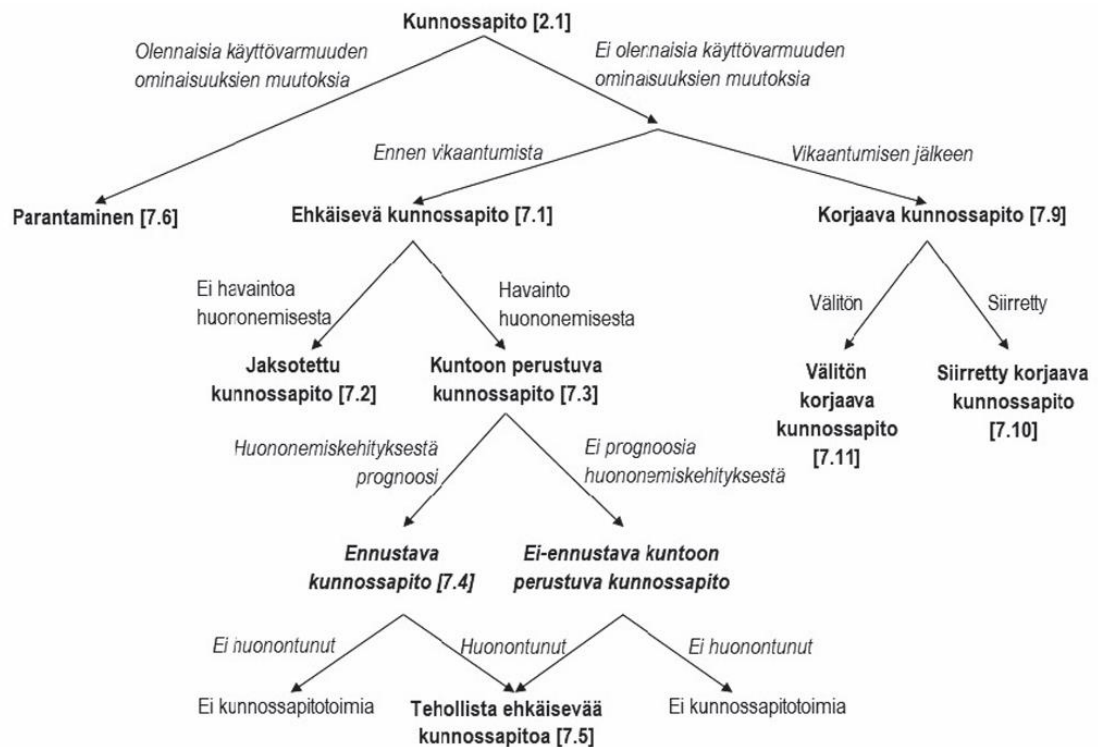 Kunnossapito [2.1]
Olennaisia käyttövarmuuden
ominaisuuksien muutoksia
Ei olennaisia käyttövarmuuden
ominaisuuksien muutoksia
Ennen vikaantumista
Vikaantumisen jälkeen
Parantaminen [7.6]
Ehkäisevä kunnossapito [7.1]
Korjaava kunnossapito [7.9]
Ei havaintoa
huononemisesta
Havainto
huononemisesta
Välitön
Siirretty
Jaksotettu
kunnossapito [7.2]
Kuntoon perustuva
kunnossapito [7.3]
Välitön
korjaava
kunnossapito
[7.11]
Siirretty korjaava
kunnossapito
[7.10]
Huononemiskehityksestä
prognoosi
Ei prognoosia
huononemiskehityksestä
Ennustava
kunnossapito [7.4]
Ei-ennustava kuntoon
perustuva kunnossapito
Ei huonontunut
Huonontunut
Ei huonontunut
Ei kunnossapitotoimia
Tehollista ehkäisevää
kunnossapitoa [7.5]
Ei kunnossapitotoimia